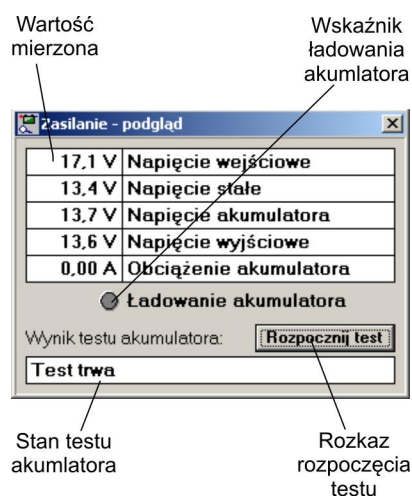 Wartość
mierzona
Wskaźnik
ładowania
akumlatora
Zasilanie - podgląd
17,1 V Napięcie wejściowe
13,4 V Napięcie stałe
13,7 V Napięcie akumulatora
13,6 V Napięcie wyjściowe
0,00 A Obciążenie akumulatora
Ładowanie akumulatora
Wynik testu akumulatora: Rozpocznij test
Test trwa
Stan testu
akumlatora
Rozkaz
rozpoczęcia
testu